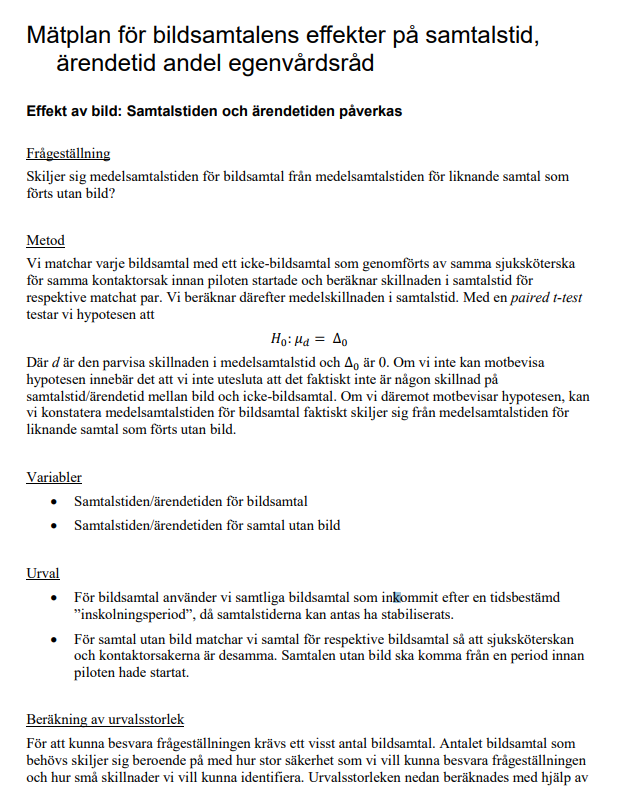 Mätplan för bildsamtalens effekter på samtalstid,
ärendetid andel egenvårdsråd
Effekt av bild: Samtalstiden och ärendetiden påverkas
Frågeställning
Skiljer sig medelsamtalstiden för bildsamtal från medelsamtalstiden för liknande samtal som
förts utan bild?
Metod
Vi matchar varje bildsamtal med ett icke-bildsamtal som genomförts av samma sjuksköterska
för samma kontaktorsak innan piloten startade och beräknar skillnaden i samtalstid för
respektive matchat par. Vi beräknar därefter medelskillnaden i samtalstid. Med en paired t-test
testar vi hypotesen att
H₀: μ_d = Δ₀
Där d är den parvisa skillnaden i medelsamtalstid och Δ₀ är 0. Om vi inte kan motbevisa
hypotesen innebär det att vi inte utesluta att det faktiskt inte är någon skillnad på
samtalstid/ärendetid mellan bild och icke-bildsamtal. Om vi däremot motbevisar hypotesen, kan
vi konstatera medelsamtalstiden för bildsamtal faktiskt skiljer sig från medelsamtalstiden för
liknande samtal som förts utan bild.
Variabler
• Samtalstiden/ärendetiden för bildsamtal
• Samtalstiden/ärendetiden för samtal utan bild
Urval
• För bildsamtal använder vi samtliga bildsamtal som inkommit efter en tidsbestämd
”inskolningsperiod”, då samtalstiderna kan antas ha stabiliserats.
• För samtal utan bild matchar vi samtal för respektive bildsamtal så att sjuksköterskan
och kontaktorsakerna är desamma. Samtalen utan bild ska komma från en period innan
piloten hade startat.
Beräkning av urvalsstorlek
För att kunna besvara frågeställningen krävs ett visst antal bildsamtal. Antalet bildsamtal som
behövs skiljer sig beroende på med hur stor säkerhet som vi vill kunna besvara frågeställningen
och hur små skillnader vi vill kunna identifiera. Urvalsstorleken nedan beräknades med hjälp av